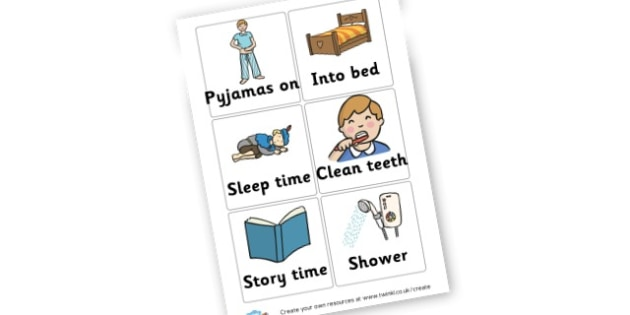 Pyjamas on
Into bed
Sleep time
Clean teeth
Story time
Shower
Create your own resources at www.twinkl.co.uk/create